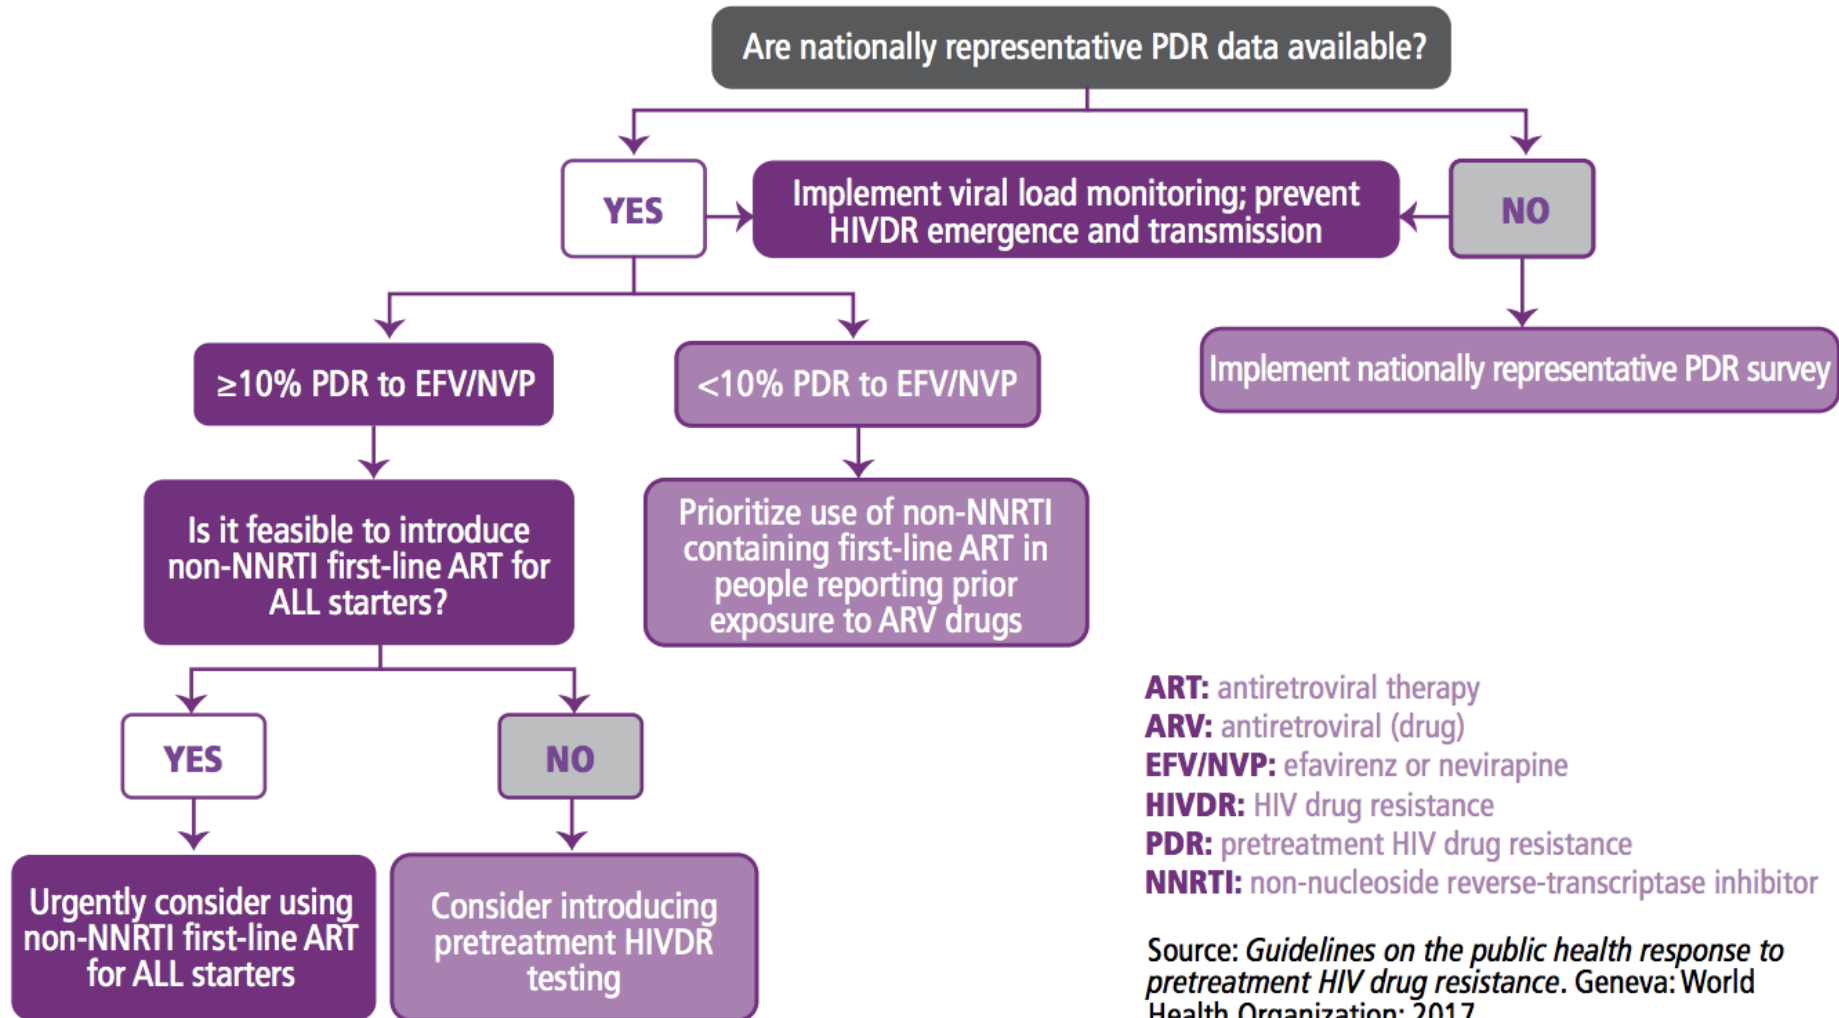 Are nationally representative PDR data available?
YES
Implement viral load monitoring; prevent
HIVDR emergence and transmission
NO
≥10% PDR to EFV/NVP
<10% PDR to EFV/NVP
Implement nationally representative PDR survey
Is it feasible to introduce
non-NNRTI first-line ART for
ALL starters?
Prioritize use of non-NNRTI
containing first-line ART in
people reporting prior
exposure to ARV drugs
YES
NO
Urgently consider using
non-NNRTI first-line ART
for ALL starters
Consider introducing
pretreatment HIVDR
testing
ART: antiretroviral therapy
ARV: antiretroviral (drug)
EFV/NVP: efavirenz or nevirapine
HIVDR: HIV drug resistance
PDR: pretreatment HIV drug resistance
NNRTI: non-nucleoside reverse-transcriptase inhibitor
Source: Guidelines on the public health response to
pretreatment HIV drug resistance. Geneva: World
Health Organization; 2017